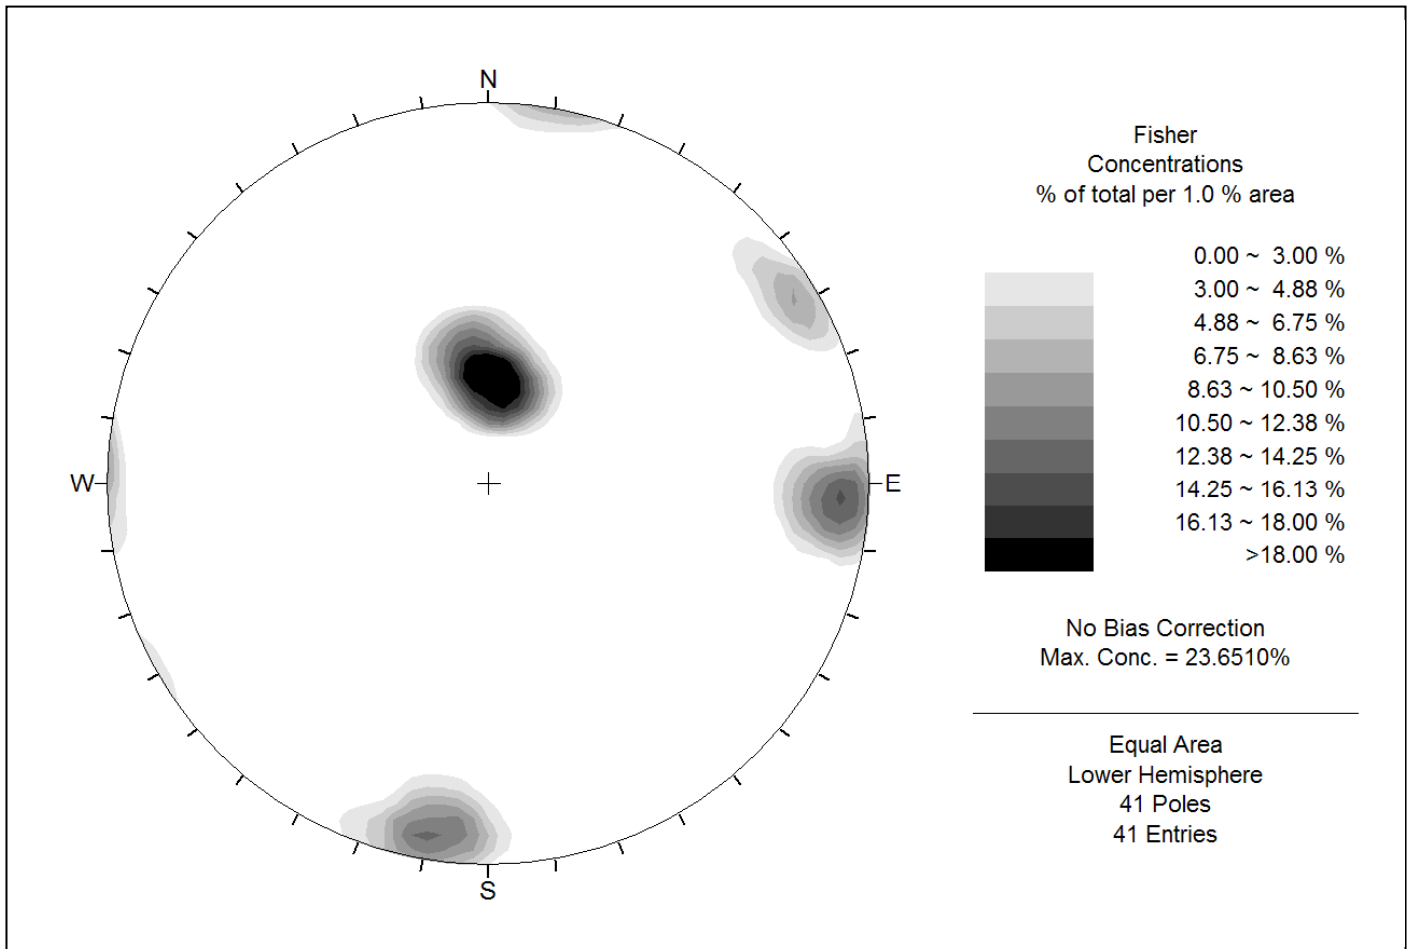 N
W
E
S
Fisher
Concentrations
% of total per 1.0 % area
0.00 ~ 3.00 %
3.00 ~ 4.88 %
4.88 ~ 6.75 %
6.75 ~ 8.63 %
8.63 ~ 10.50 %
10.50 ~ 12.38 %
12.38 ~ 14.25 %
14.25 ~ 16.13 %
16.13 ~ 18.00 %
>18.00 %
No Bias Correction
Max. Conc. = 23.6510%
Equal Area
Lower Hemisphere
41 Poles
41 Entries